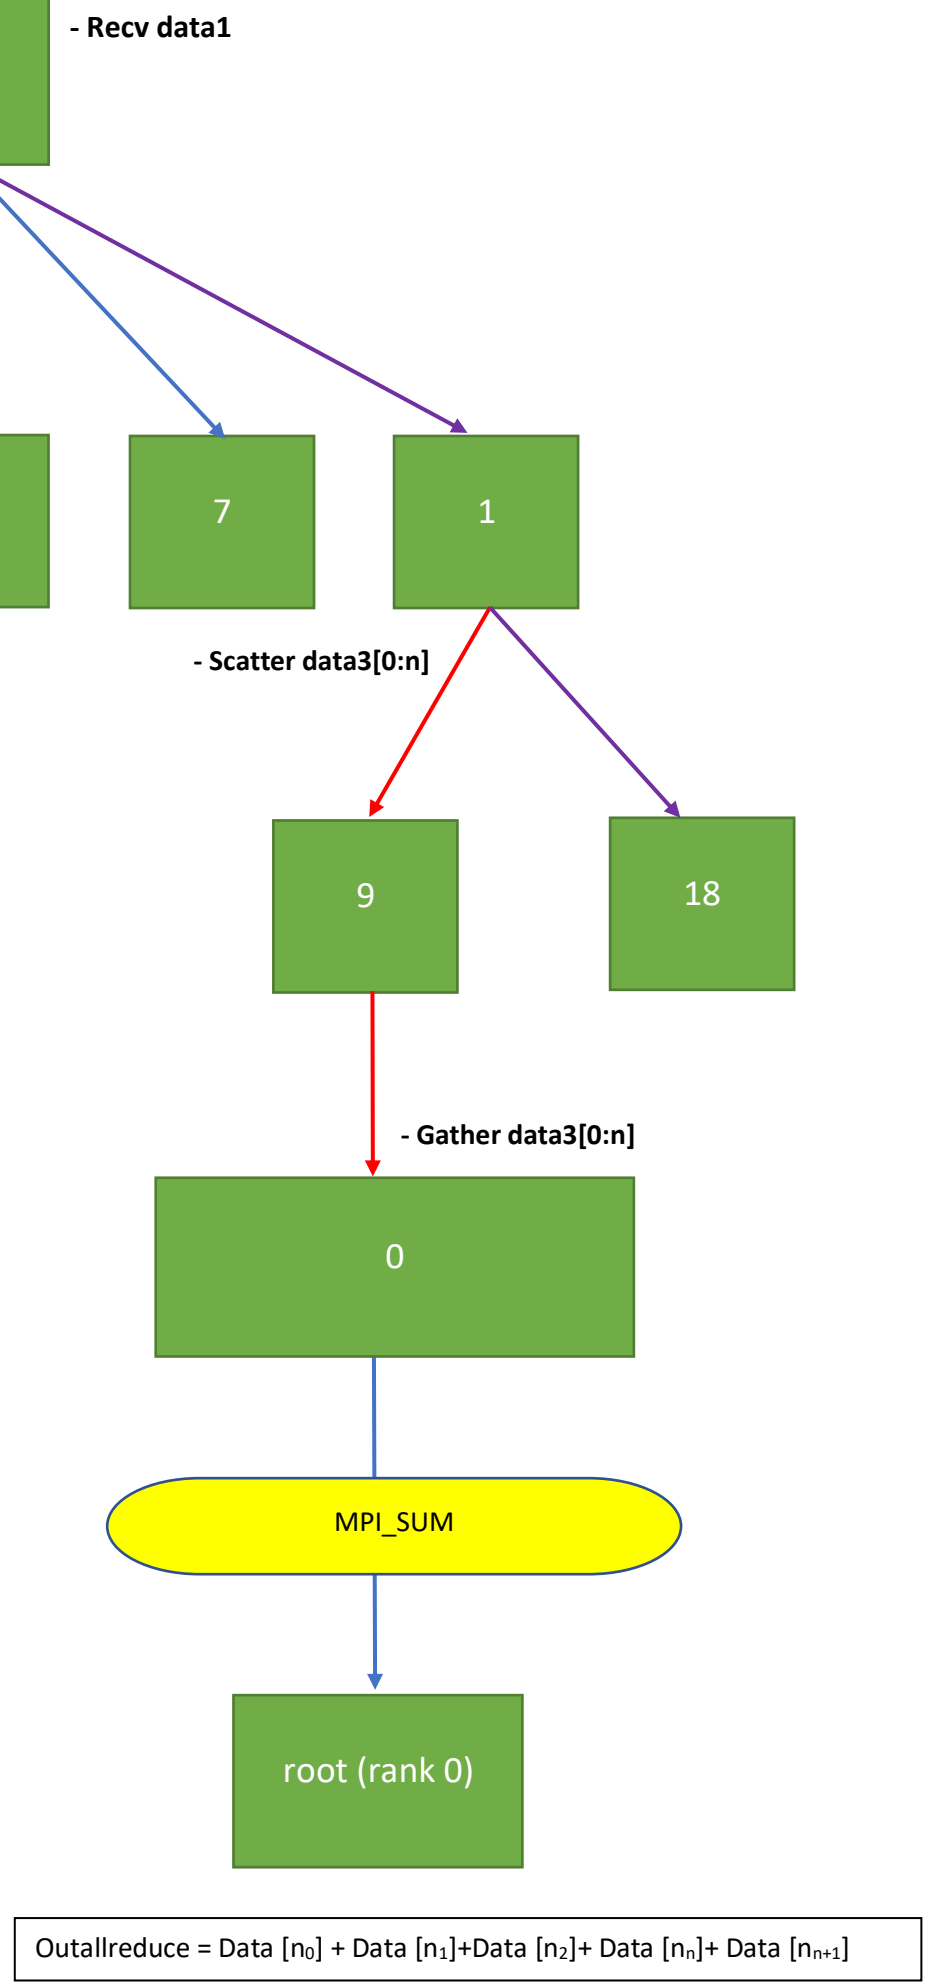 - Recv data1
7
1
- Scatter data3[0:n]
9
18
- Gather data3[0:n]
0
MPI_SUM
root (rank 0)
Outallreduce = Data [n₀] + Data [n₁]+Data [n₂]+ Data [nₙ]+ Data [nₙ₊₁]